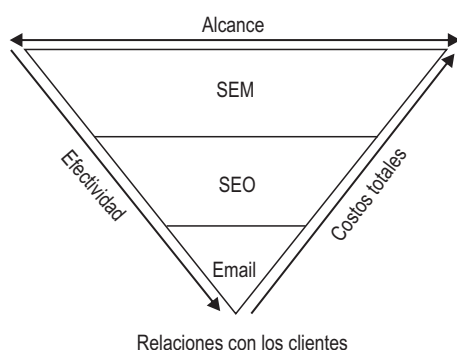 Alcance
SEM
Efectividad
SEO
Costos totales
Email
Relaciones con los clientes